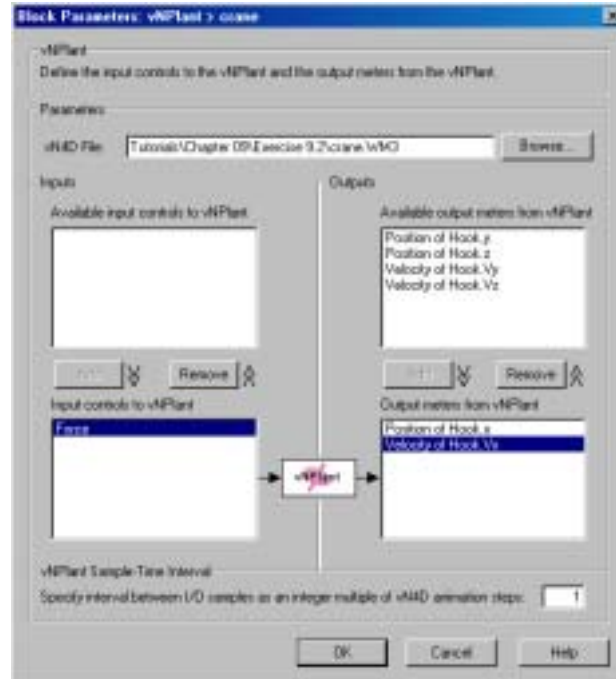 Block Parameters: vNPlant > crane
vNPlant
Define the input controls to the vNPlant and the output meters from the vNPlant.
Parameters
vN4D File: Tutorials\Chapter 09\Exercise 9.2\crane.WM3 Browse...
Inputs
Outputs
Available input controls to vNPlant
Available output meters from vNPlant
Position of Hook.y
Position of Hook.z
Velocity of Hook.Vy
Velocity of Hook.Vz
Remove
Remove
Input controls to vNPlant
Output meters from vNPlant
Force
Position of Hook.x
Velocity of Hook.Vx
vNPlant
vNPlant Sample-Time Interval
Specify interval between I/O samples as an integer multiple of vN4D animation steps: 1
OK Cancel Help